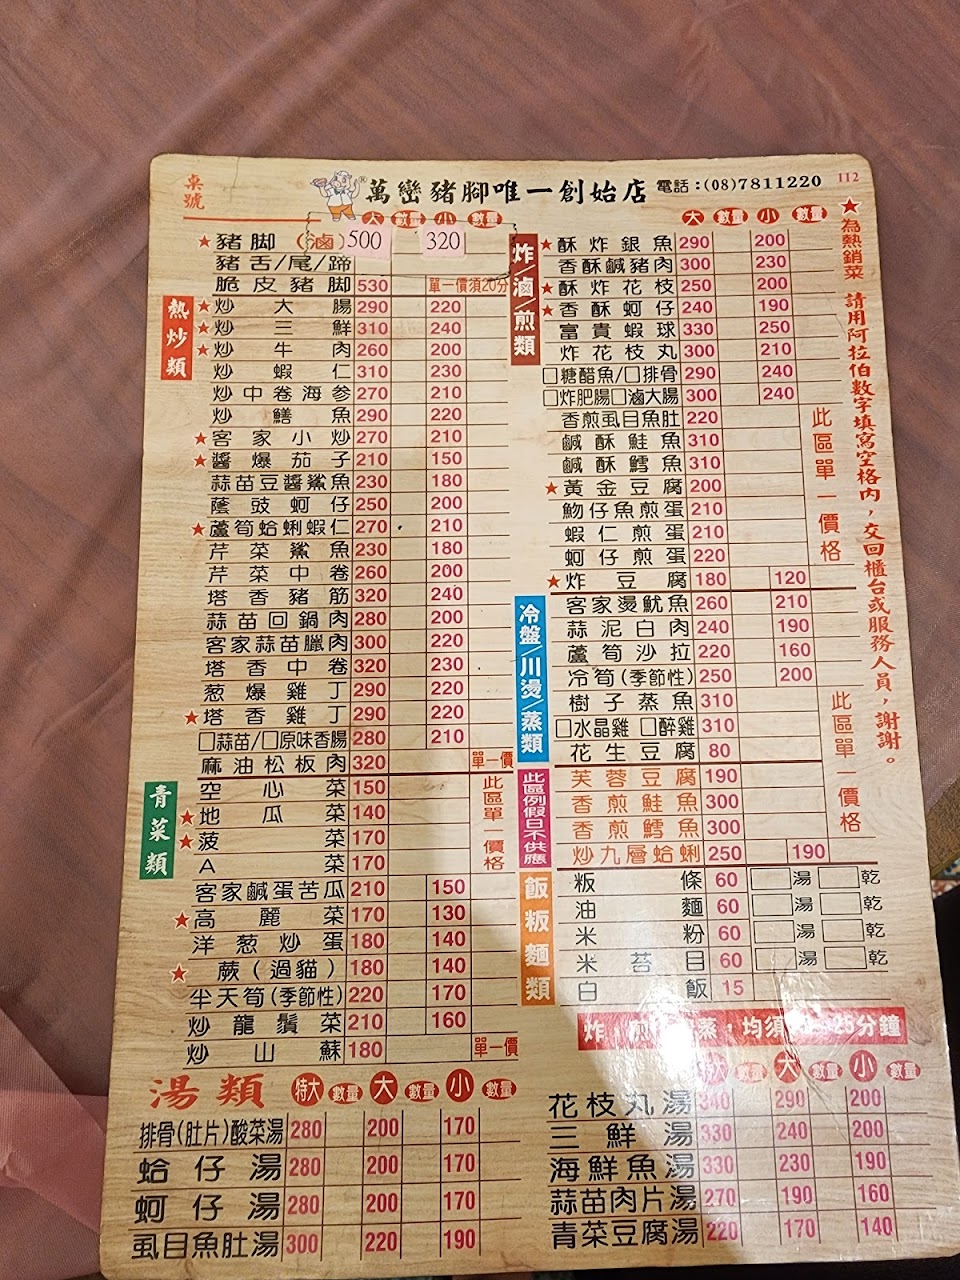 桌號
萬巒豬腳唯一創始店 電話:(08)7811220 112
大 數量 小 數量
★豬腳(滷) 500 320
豬舌/尾/蹄
脆皮豬腳 530 單一價須20分
熱炒類
★炒大腸 290 220
★炒三鮮 310 240
★炒牛肉 260 200
炒蝦仁 310 230
炒中卷海參 270 210
炒鱔魚 290 220
★客家小炒 270 210
★醬爆茄子 210 150
蒜苗豆醬鯊魚 230 180
蔭豉蚵仔 250 200
★蘆筍蛤蜊蝦仁 270 210
芹菜鯊魚 230 180
芹菜中卷 260 200
塔香豬筋 320 240
蒜苗回鍋肉 280 200
客家蒜苗臘肉 300 220
塔香中卷 320 230
葱爆雞丁 290 220
★塔香雞丁 290 220
□蒜苗/□原味香腸 280 210
麻油松板肉 320 單一價
青菜類
空心菜 150
★地瓜菜 140
★菠菜 170
A菜 170
此區單一價格
客家鹹蛋苦瓜 210 150
★高麗菜 170 130
洋葱炒蛋 180 140
★蕨(過貓) 180 140
半天筍(季節性) 220 170
炒龍鬚菜 210 160
炒山蘇 180 單一價
大 數量 小 數量
炸/滷/煎類
★酥炸銀魚 290 200
香酥鹹豬肉 300 230
★酥炸花枝 250 200
★香酥蚵仔 240 190
富貴蝦球 330 250
炸花枝丸 300 210
□糖醋魚/□排骨 290 240
□炸肥腸□滷大腸 300 240
香煎虱目魚肚 220
鹹酥鮭魚 310
鹹酥鱈魚 310
★黃金豆腐 200
魩仔魚煎蛋 210
蝦仁煎蛋 210
蚵仔煎蛋 220
此區單一價格
★炸豆腐 180 120
冷盤/川燙/蒸類
客家燙魷魚 260 210
蒜泥白肉 240 190
蘆筍沙拉 220 160
冷筍(季節性) 250 200
樹子蒸魚 310
□水晶雞 □醉雞 310
花生豆腐 80
此區例假日不供應
芙蓉豆腐 190
香煎鮭魚 300
香煎鱈魚 300
此區單一價格
炒九層蛤蜊 250 190
飯粄麵類
粄條 60 □湯 □乾
油麵 60 □湯 □乾
米粉 60 □湯 □乾
米苔目 60 □湯 □乾
白飯 15
★為熱銷菜 請用阿拉伯數字填寫空格內,交回櫃台或服務人員,謝謝。
炸 煎 蒸,均須 25分鐘
湯類 特大 數量 大 數量 小 數量
排骨(肚片)酸菜湯 280 200 170
蛤仔湯 280 200 170
蚵仔湯 280 200 170
虱目魚肚湯 300 220 190
特大 數量 大 數量 小 數量
花枝丸湯 340 290 200
三鮮湯 330 240 200
海鮮魚湯 330 230 190
蒜苗肉片湯 270 190 160
青菜豆腐湯 220 170 140